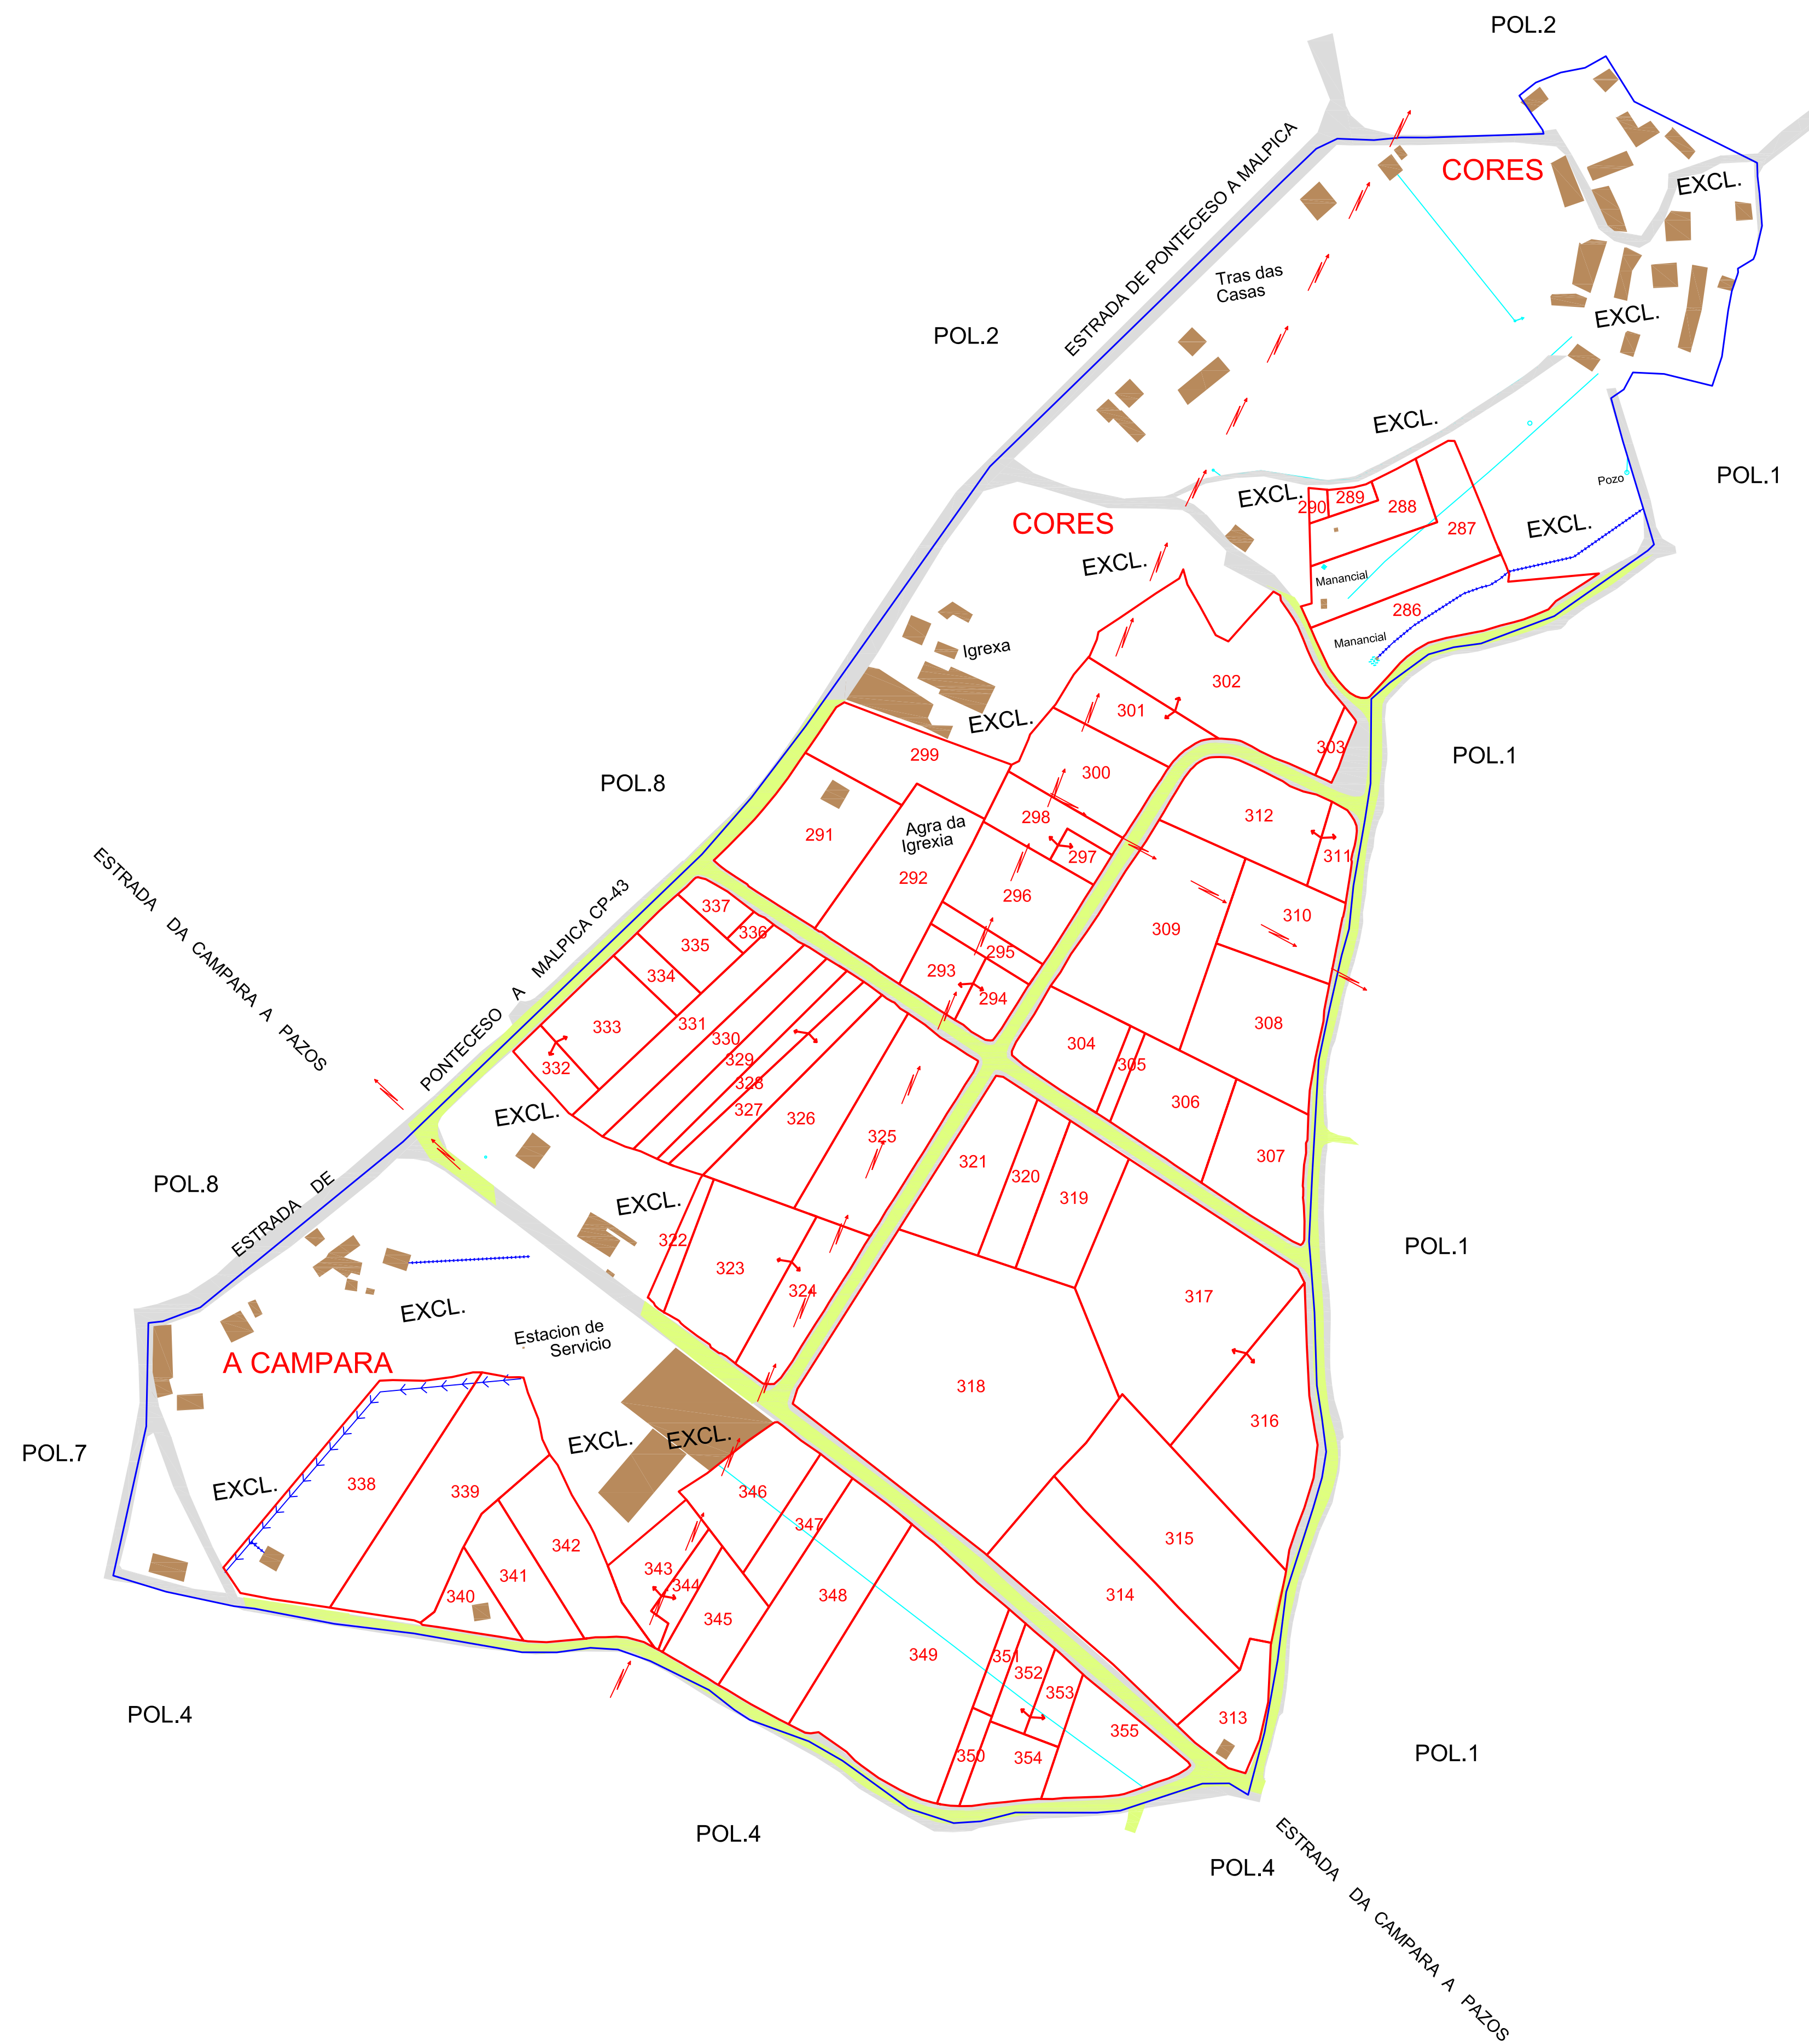 POL.2
CORES
EXCL.
ESTRADA DE PONTECESO A MALPICA
Tras das
Casas
EXCL.
POL.2
EXCL.
Pozo
POL.1
EXCL.
290
289
288
287
EXCL.
CORES
EXCL.
Manancial
286
Manancial
Igrexa
302
301
EXCL.
303
299
300
POL.1
POL.8
298
312
291
Agra da
Igrexia
297
311
292
296
337
336
335
310
309
295
334
293
294
333
331
330
329
328
327
332
304
305
308
ESTRADA DA CAMPARA A PAZOS
ESTRADA DE PONTECESO A MALPICA CP-43
EXCL.
326
325
306
307
321
320
319
POL.8
EXCL.
322
323
324
POL.1
317
EXCL.
Estacion de
Servicio
A CAMPARA
318
316
EXCL.
EXCL.
POL.7
EXCL.
338
339
346
347
315
342
341
340
343
344
345
348
314
349
351
352
353
355
313
350
354
POL.4
POL.1
POL.4
POL.4
ESTRADA DA CAMPARA A PAZOS